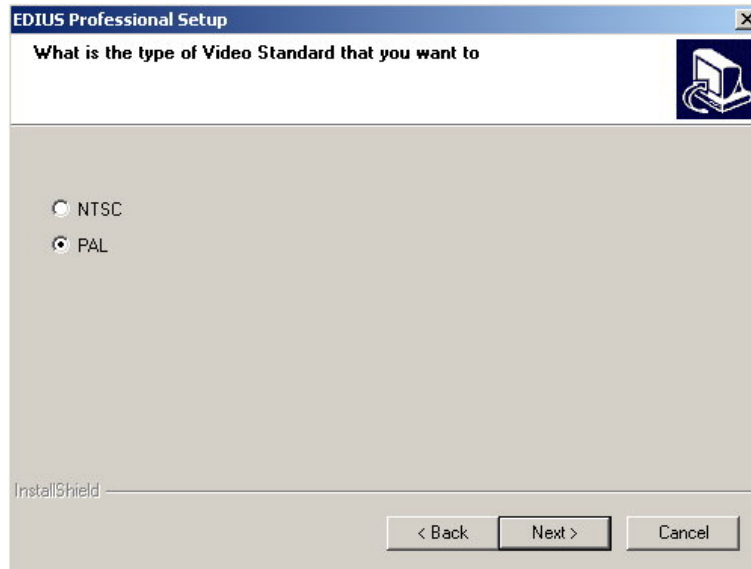 EDIUS Professional Setup
What is the type of Video Standard that you want to
NTSC
PAL
InstallShield
< Back
Next >
Cancel